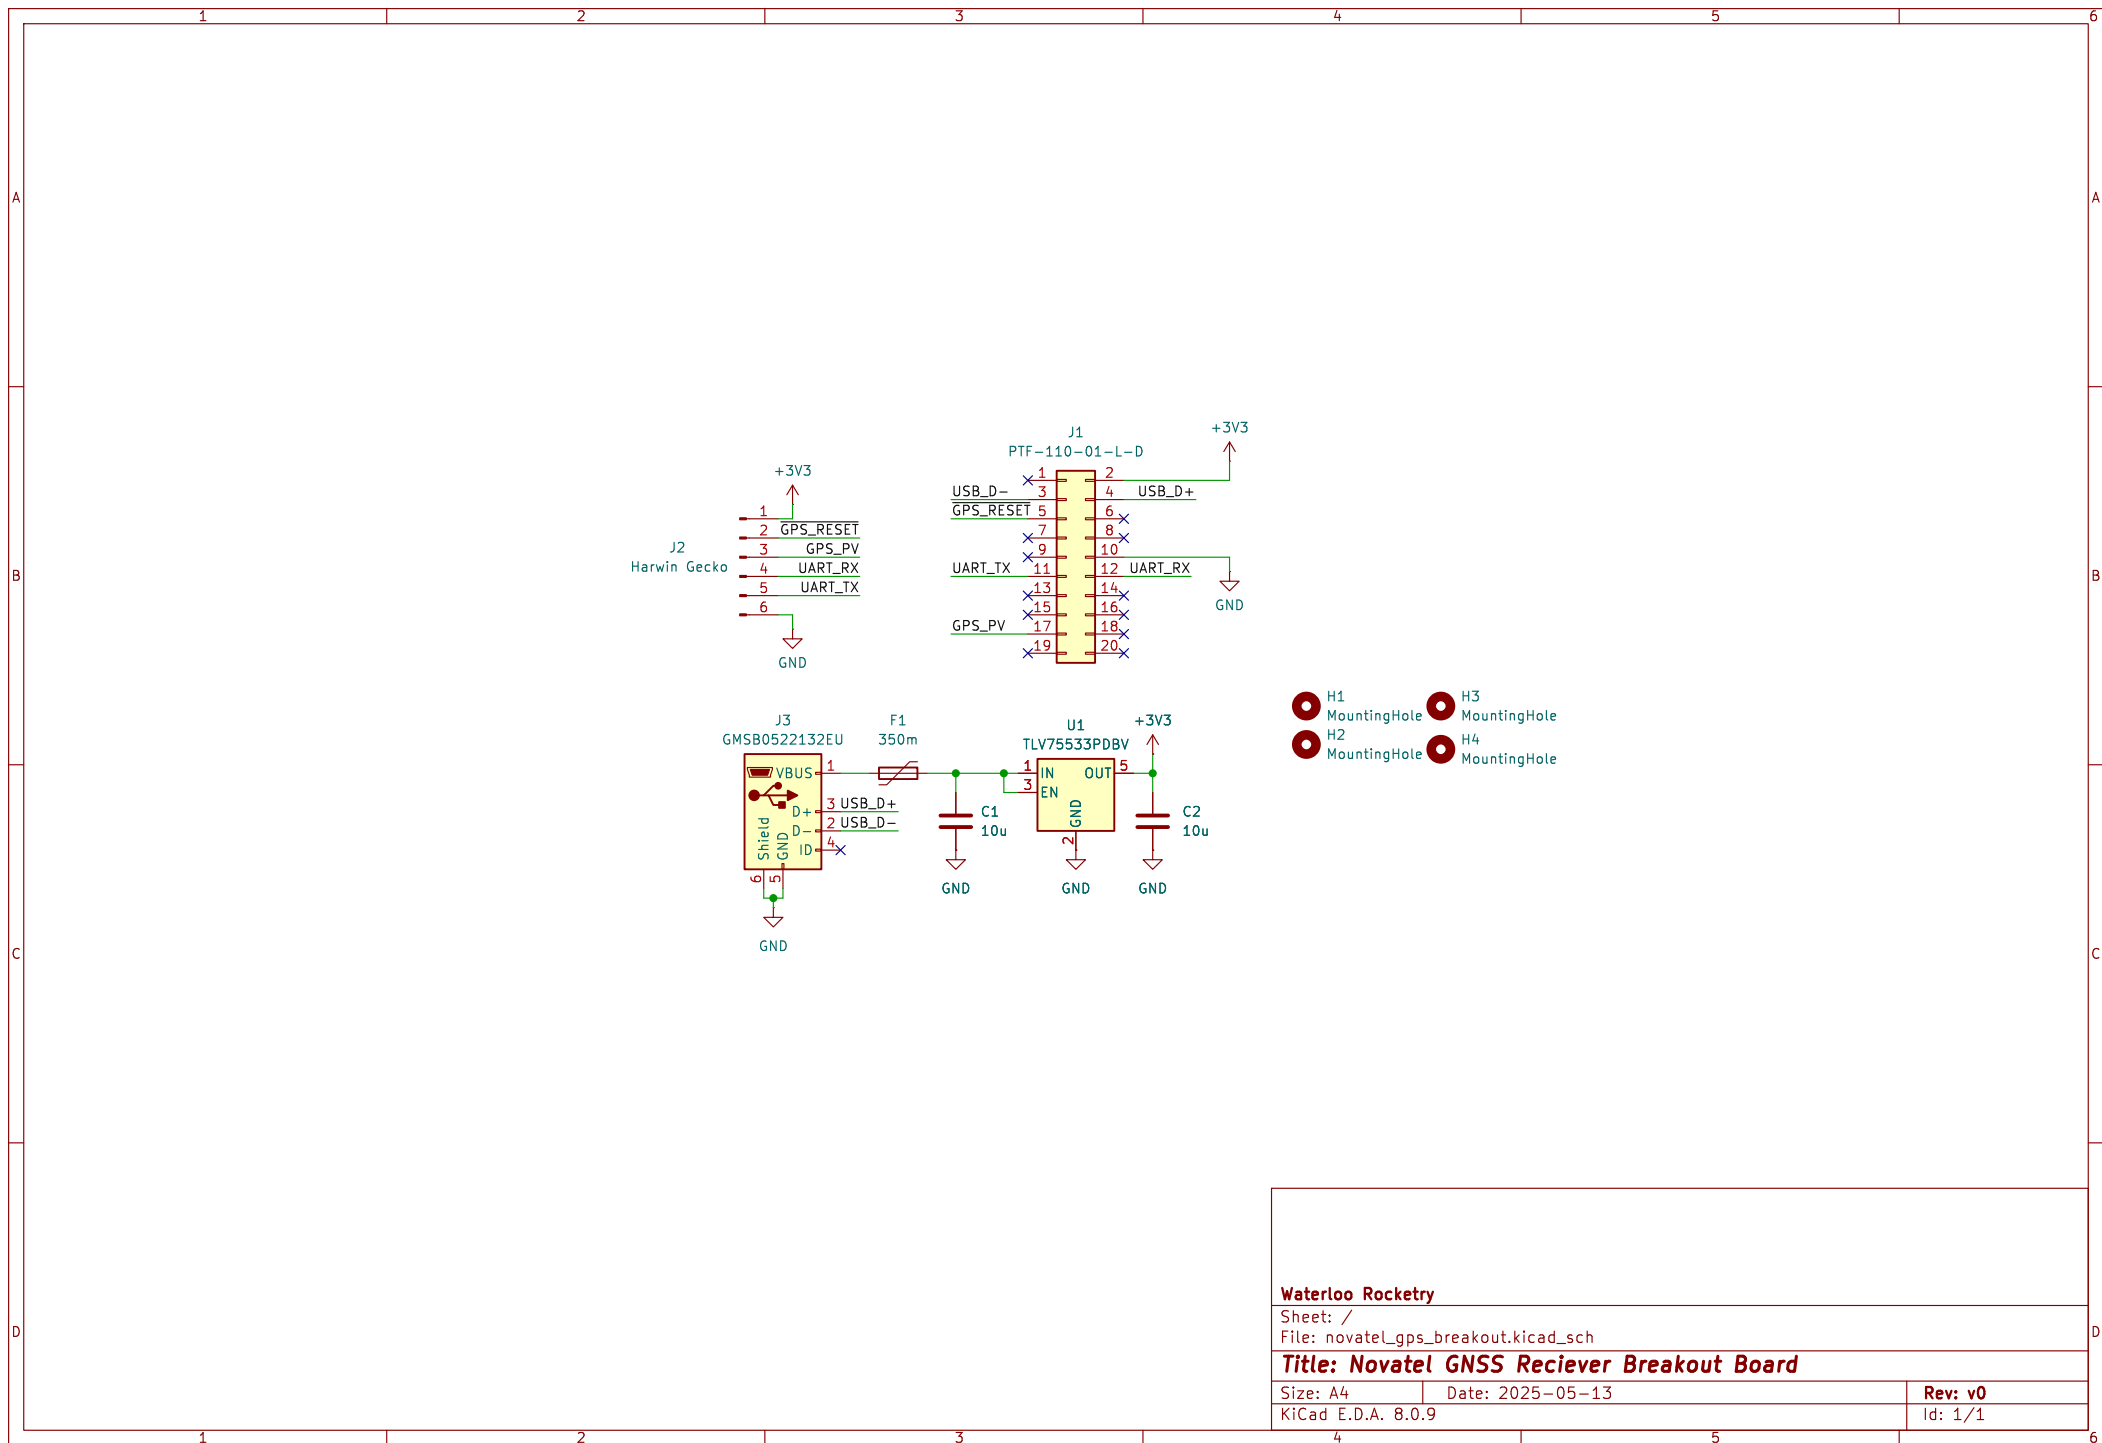 1 2 3 4 5 6
A A
B B
C C
D D
J1
PTF-110-01-L-D
+3V3
1 2
USB_D- 3 4 USB_D+
GPS_RESET 5 6
7 8
9 10
UART_TX 11 12 UART_RX
13 14
15 16
GPS_PV 17 18
19 20
GND
+3V3
J2
Harwin Gecko
1
2 GPS_RESET
3 GPS_PV
4 UART_RX
5 UART_TX
6
GND
H1
MountingHole
H2
MountingHole
H3
MountingHole
H4
MountingHole
J3
GMSB0522132EU
VBUS 1
D+ 3 USB_D+
D- 2 USB_D-
ID 4
Shield 6
GND 5
GND
F1
350m
C1
10u
GND
U1
TLV75533PDBV
1 IN OUT 5
3 EN
GND
2
GND
+3V3
C2
10u
GND
Waterloo Rocketry
Sheet: /
File: novatel_gps_breakout.kicad_sch
Title: Novatel GNSS Reciever Breakout Board
Size: A4 Date: 2025-05-13 Rev: v0
KiCad E.D.A. 8.0.9 Id: 1/1
1 2 3 4 5 6